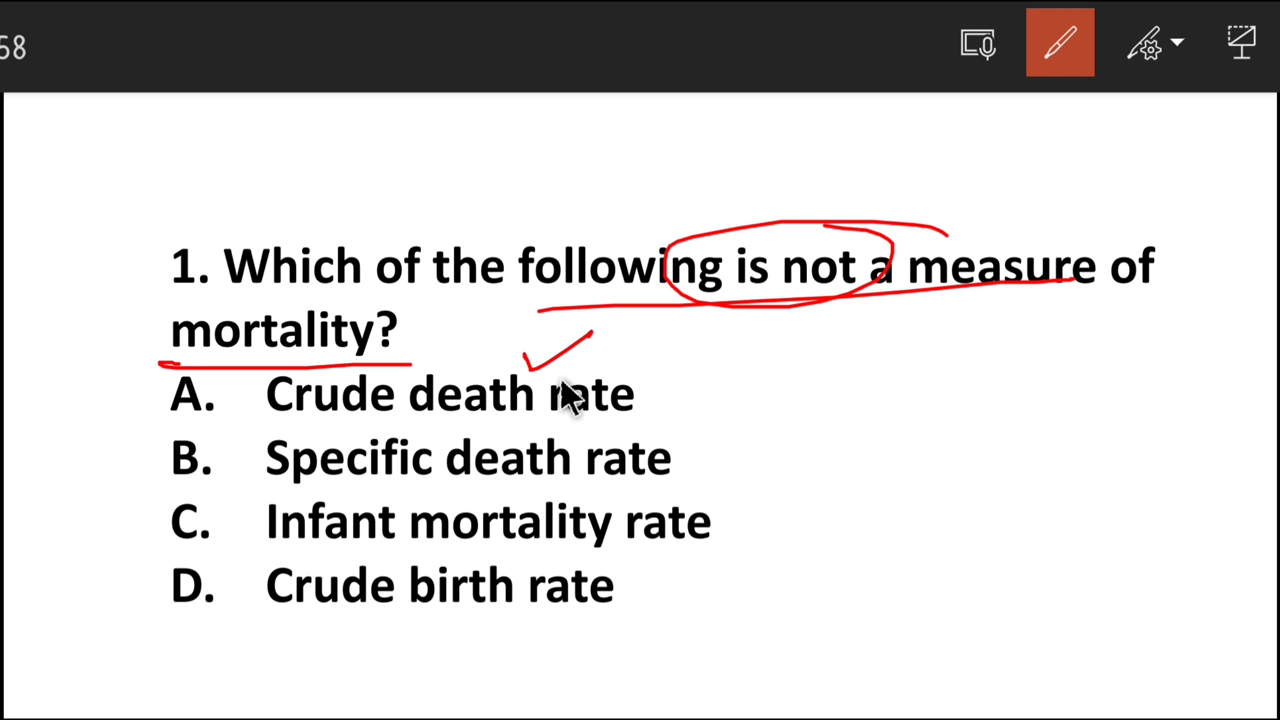 58
1. Which of the following is not a measure of
mortality?
A. Crude death rate
B. Specific death rate
C. Infant mortality rate
D. Crude birth rate